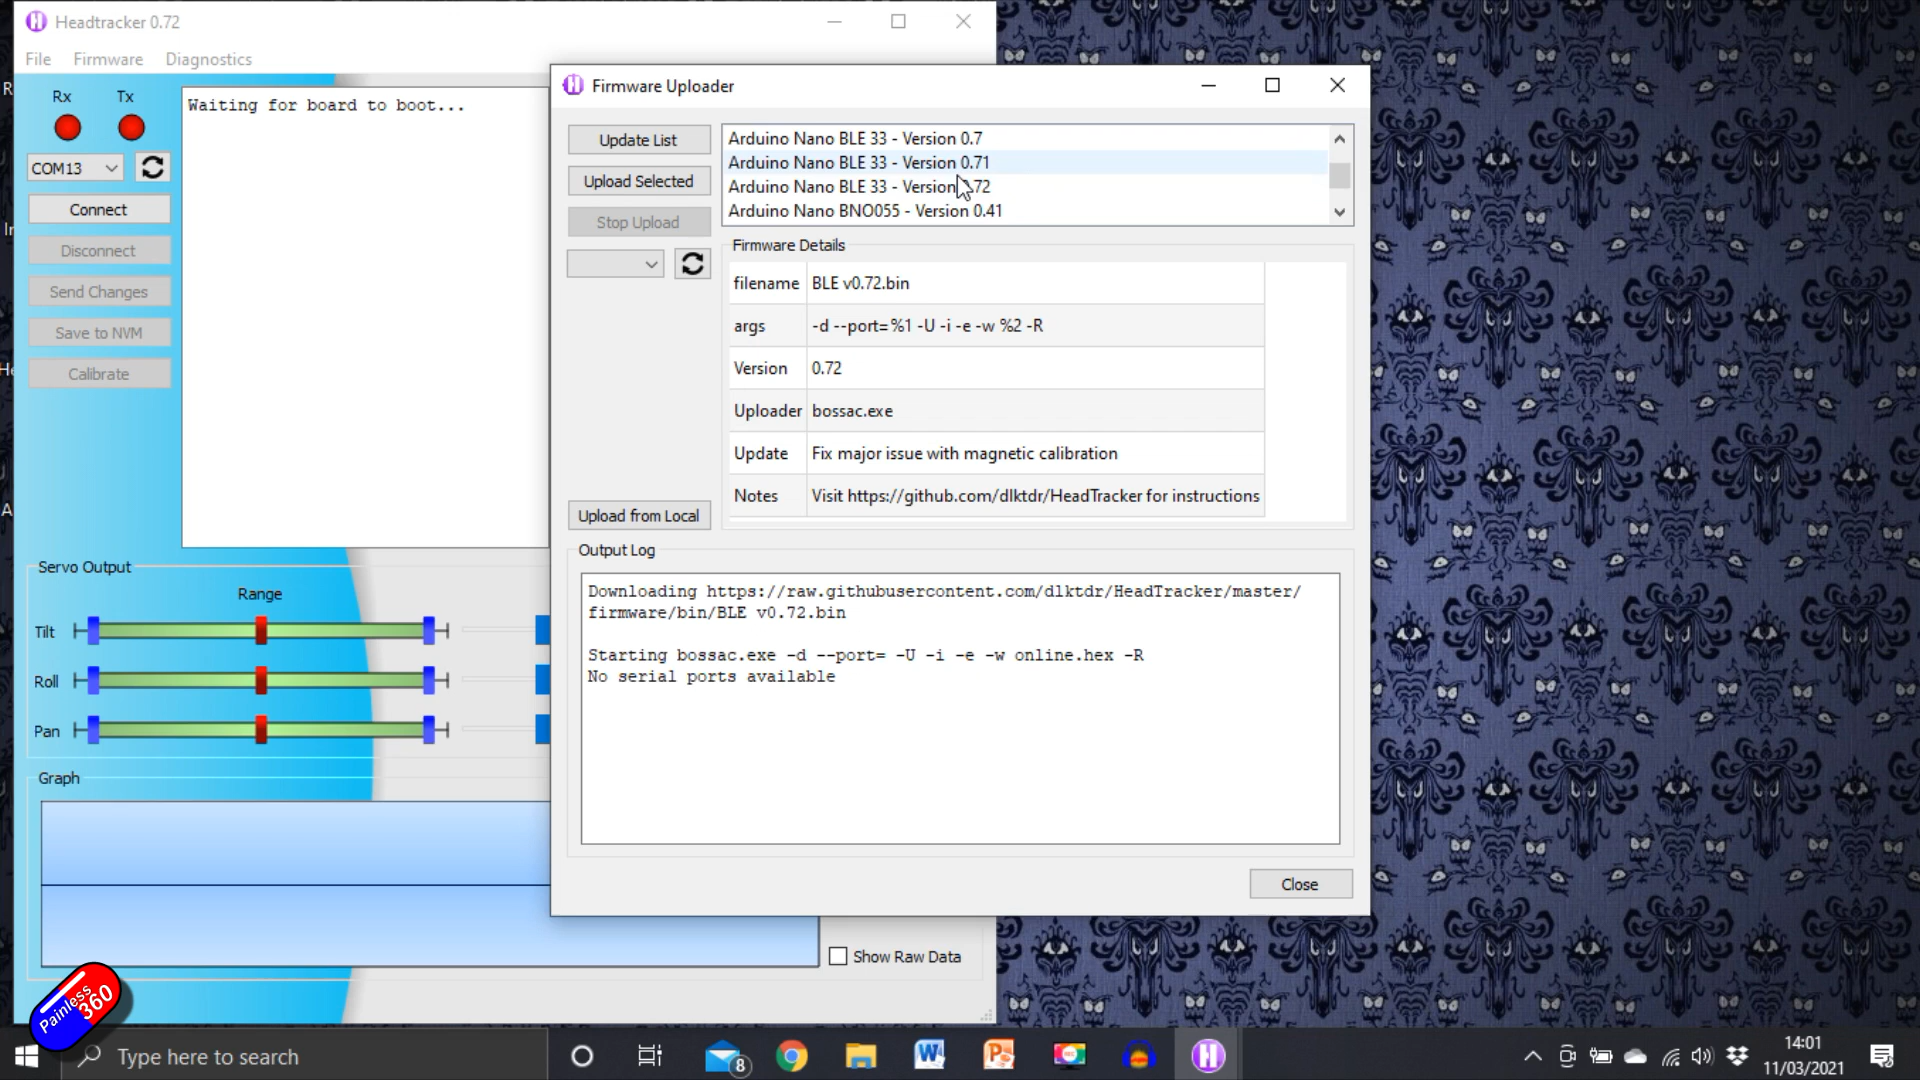 Headtracker 0.72
File Firmware Diagnostics
Rx Tx
COM13
Connect
Disconnect
Send Changes
Save to NVM
Calibrate
Waiting for board to boot...
Servo Output
Range
Tilt
Roll
Pan
Graph
Show Raw Data
Firmware Uploader
Update List
Upload Selected
Stop Upload
Upload from Local
Arduino Nano BLE 33 - Version 0.7
Arduino Nano BLE 33 - Version 0.71
Arduino Nano BLE 33 - Version 0.72
Arduino Nano BNO055 - Version 0.41
Firmware Details
filename BLE v0.72.bin
args -d --port=%1 -U -i -e -w %2 -R
Version 0.72
Uploader bossac.exe
Update Fix major issue with magnetic calibration
Notes Visit https://github.com/dlktdr/HeadTracker for instructions
Output Log
Downloading https://raw.githubusercontent.com/dlktdr/HeadTracker/master/
firmware/bin/BLE v0.72.bin
Starting bossac.exe -d --port= -U -i -e -w online.hex -R
No serial ports available
Close
Painless360
Type here to search
8
14:01
11/03/2021